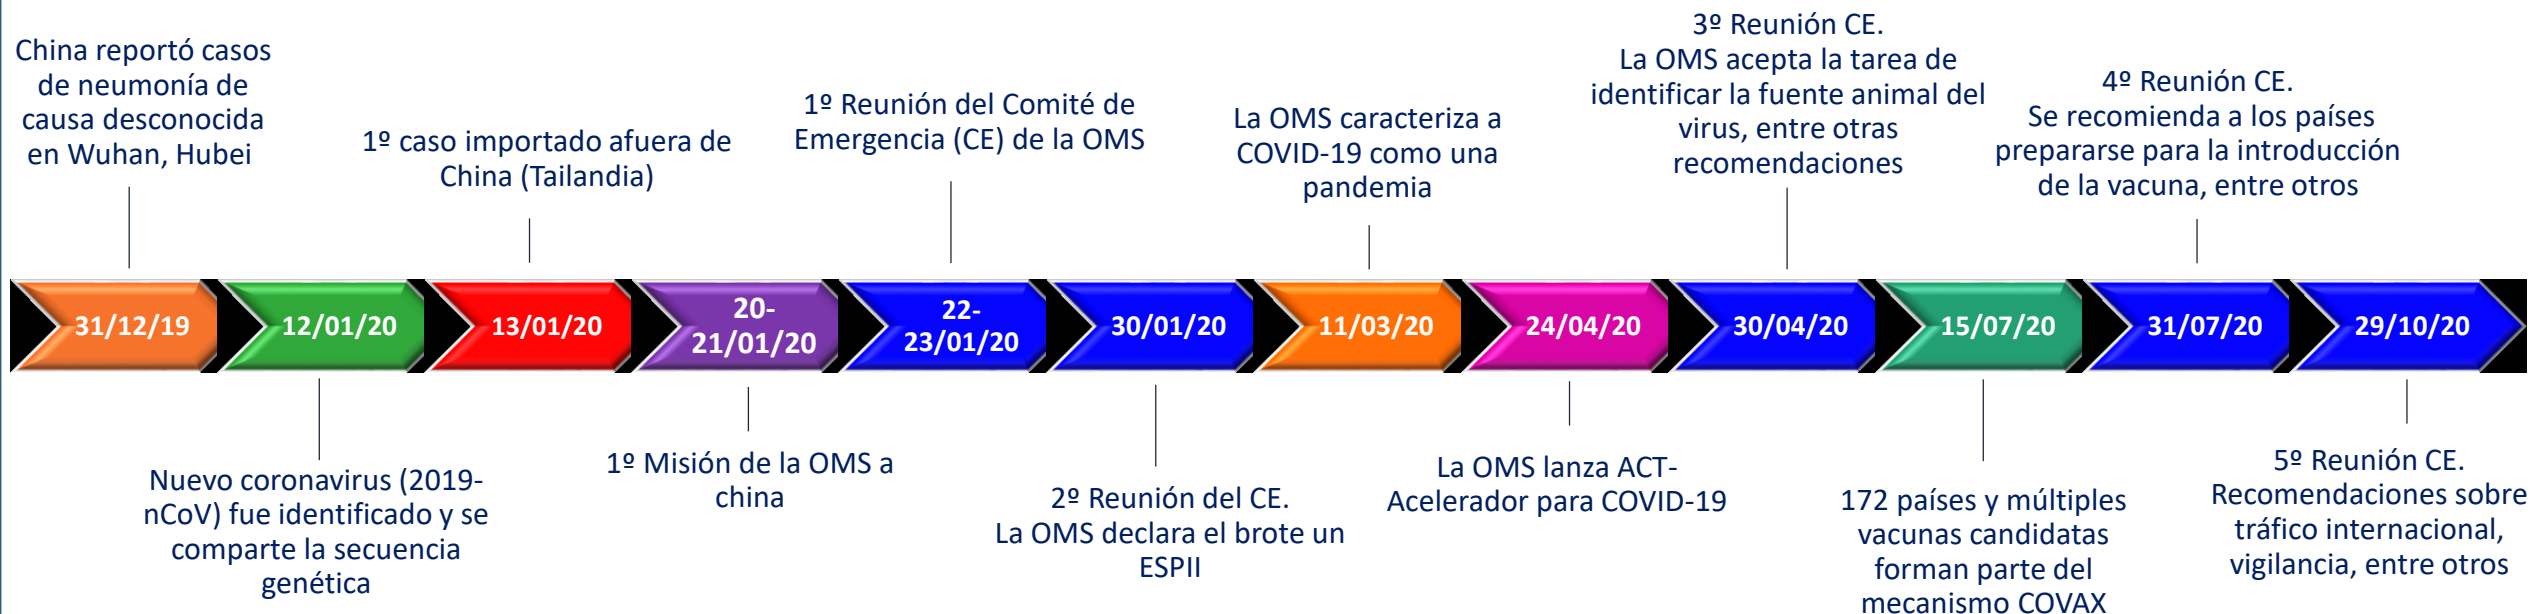 China reportó casos
de neumonía de
causa desconocida
en Wuhan, Hubei
1º caso importado afuera de
China (Tailandia)
1º Reunión del Comité de
Emergencia (CE) de la OMS
La OMS caracteriza a
COVID-19 como una
pandemia
3º Reunión CE.
La OMS acepta la tarea de
identificar la fuente animal del
virus, entre otras
recomendaciones
4º Reunión CE.
Se recomienda a los países
prepararse para la introducción
de la vacuna, entre otros
31/12/19
12/01/20
13/01/20
20-
21/01/20
22-
23/01/20
30/01/20
11/03/20
24/04/20
30/04/20
15/07/20
31/07/20
29/10/20
Nuevo coronavirus (2019-
nCoV) fue identificado y se
comparte la secuencia
genética
1º Misión de la OMS a
china
2º Reunión del CE.
La OMS declara el brote un
ESPII
La OMS lanza ACT-
Acelerador para COVID-19
172 países y múltiples
vacunas candidatas
forman parte del
mecanismo COVAX
5º Reunión CE.
Recomendaciones sobre
tráfico internacional,
vigilancia, entre otros